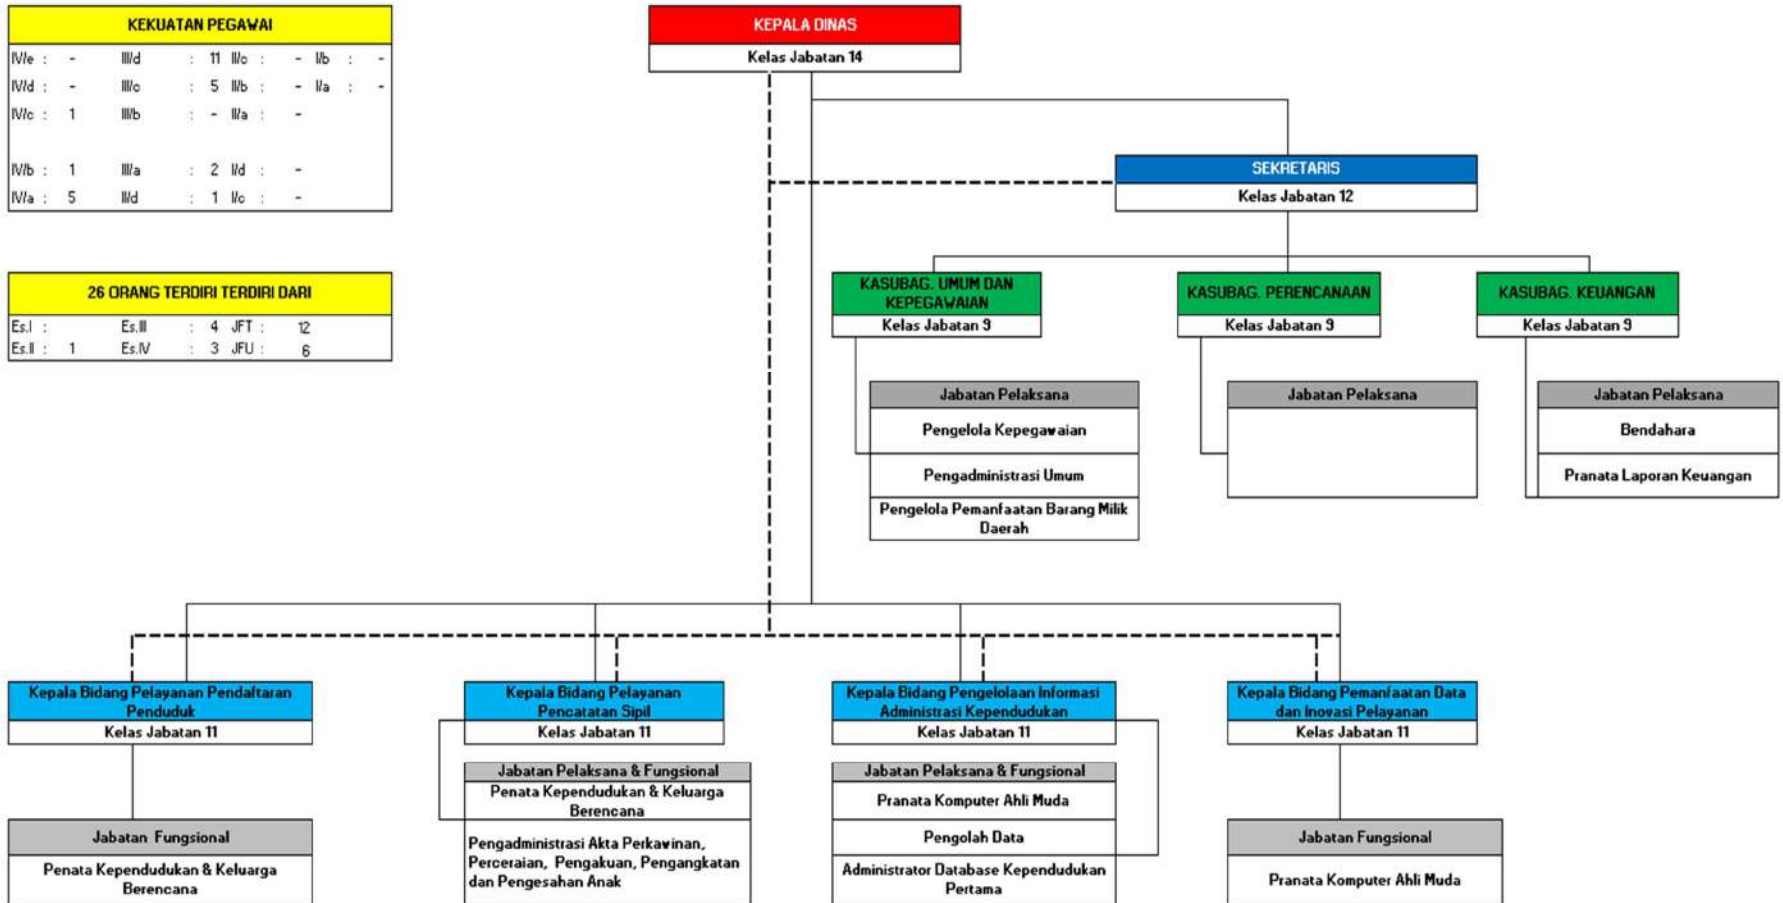 KEKUATAN PEGAWAI
IV/e : - III/d : 11 II/c : - I/b : -
IV/d : - III/c : 5 II/b : - I/a : -
IV/c : 1 III/b : - II/a : -
IV/b : 1 III/a : 2 I/d : -
IV/a : 5 II/d : 1 I/c : -
26 ORANG TERDIRI TERDIRI DARI
Es.I : Es.III : 4 JFT : 12
Es.II : 1 Es.IV : 3 JFU : 6
KEPALA DINAS
Kelas Jabatan 14
SEKRETARIS
Kelas Jabatan 12
KASUBAG. UMUM DAN
KEPEGAWAIAN
Kelas Jabatan 9
KASUBAG. PERENCANAAN
Kelas Jabatan 9
KASUBAG. KEUANGAN
Kelas Jabatan 9
Jabatan Pelaksana
Pengelola Kepegawaian
Pengadministrasi Umum
Pengelola Pemanfaatan Barang Milik
Daerah
Jabatan Pelaksana
Jabatan Pelaksana
Bendahara
Pranata Laporan Keuangan
Kepala Bidang Pelayanan Pendaftaran
Penduduk
Kelas Jabatan 11
Jabatan Fungsional
Penata Kependudukan & Keluarga
Berencana
Kepala Bidang Pelayanan
Pencatatan Sipil
Kelas Jabatan 11
Jabatan Pelaksana & Fungsional
Penata Kependudukan & Keluarga
Berencana
Pengadministrasi Akta Perkawinan,
Perceraian, Pengakuan, Pengangkatan
dan Pengesahan Anak
Kepala Bidang Pengelolaan Informasi
Administrasi Kependudukan
Kelas Jabatan 11
Jabatan Pelaksana & Fungsional
Pranata Komputer Ahli Muda
Pengolah Data
Administrator Database Kependudukan
Pertama
Kepala Bidang Pemanfaatan Data
dan Inovasi Pelayanan
Kelas Jabatan 11
Jabatan Fungsional
Pranata Komputer Ahli Muda